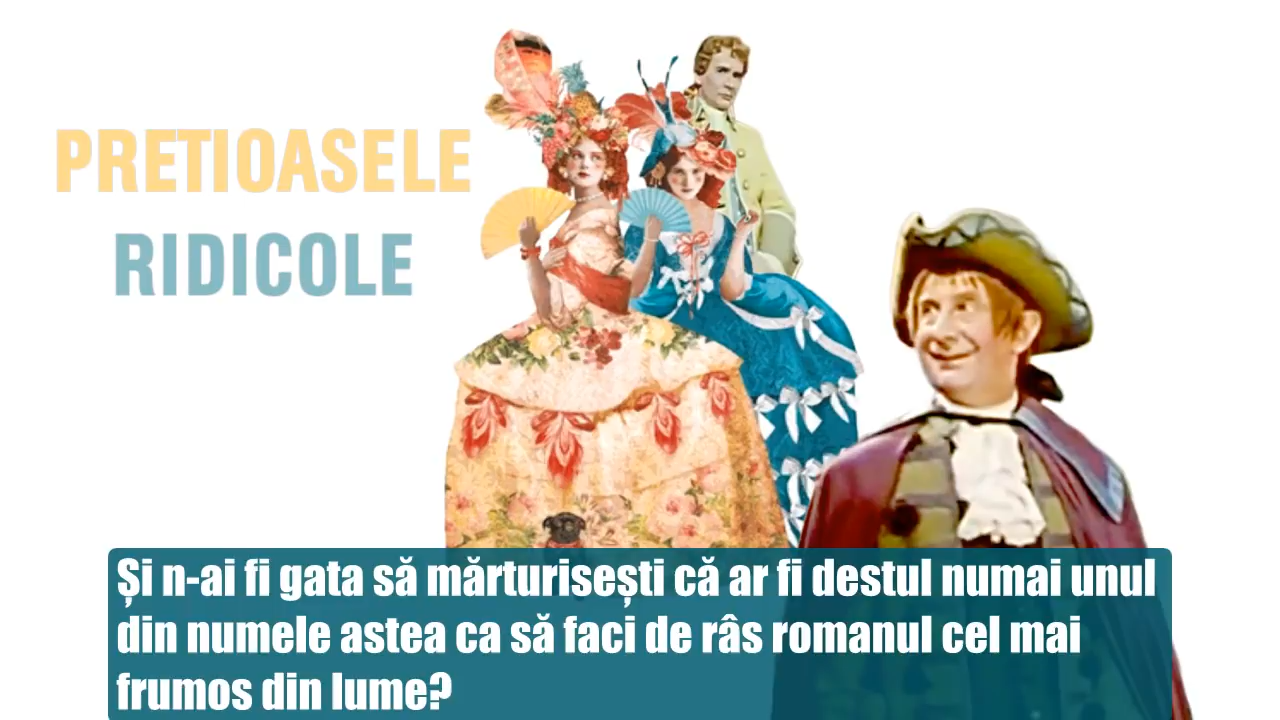 PRETIOASELE
RIDICOLE
Și n-ai fi gata să mărturisești că ar fi destul numai unul
din numele astea ca să faci de râs romanul cel mai
frumos din lume?